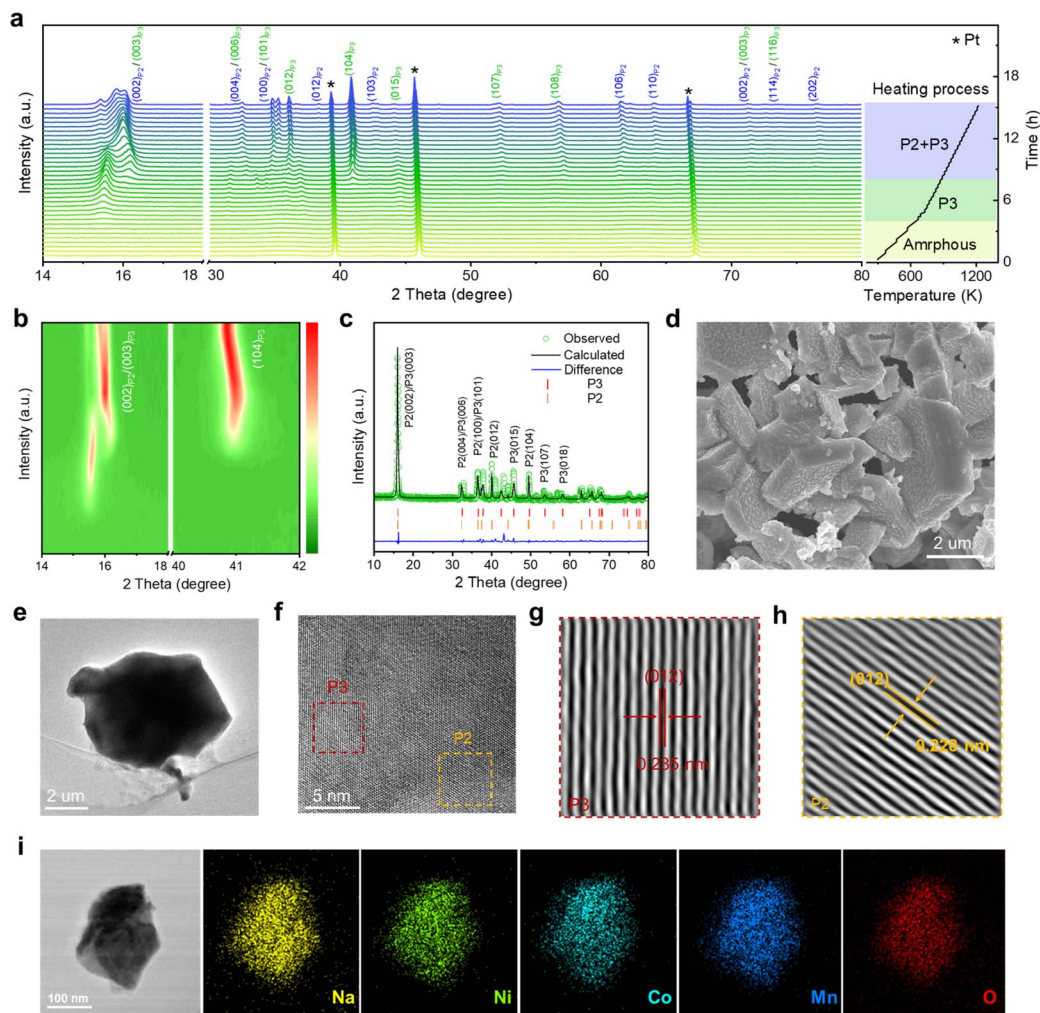 a
(002)P2/ (003)P3
(004)P2 / (006)P3
(100)P2 / (101)P3
(012)P3
(012)P2
*
(104)P3
(103)P2
(015)P3
*
(107)P3
(108)P3
(106)P2
(110)P2
*
(002)P2 / (003)P3
(114)P2 / (116)P3
(202)P2
* Pt
Heating process
P2+P3
P3
Amrphous
Intensity (a.u.)
14 16 18 30 40 50 60 70 80
2 Theta (degree)
600 1200
Temperature (K)
0 6 12 18
Time (h)
b
(002)P2/(003)P3
(104)P3
Intensity (a.u.)
14 16 18 40 41 42
2 Theta (degree)
c
Observed
Calculated
Difference
P3
P2
P2(002)/P3(003)
P2(004)/P3(006)
P2(100)/P3(101)
P2(012)
P3(015)
P2(104)
P3(107)
P3(018)
Intensity (a.u.)
10 20 30 40 50 60 70 80
2 Theta (degree)
d
2 um
e
2 um
f
P3
P2
5 nm
g
(012)
0.235 nm
P3
h
(012)
0.228 nm
P2
i
100 nm
Na
Ni
Co
Mn
O